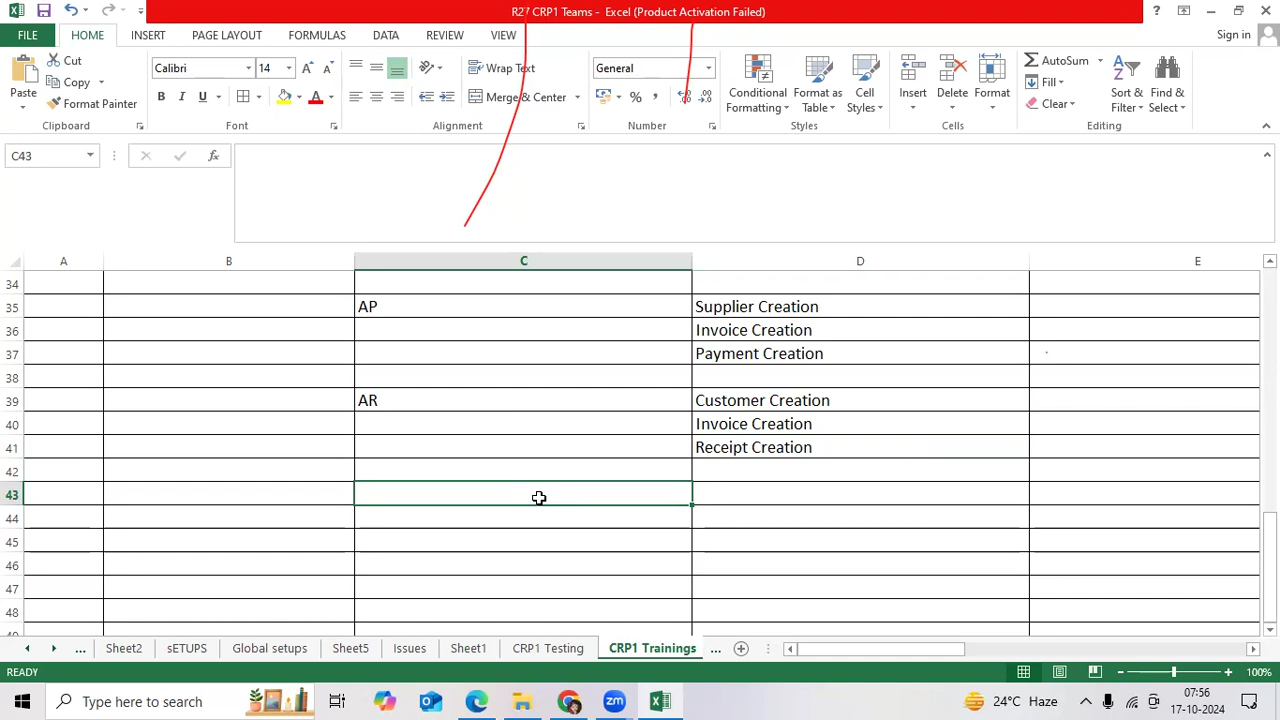 R27 CRP1 Teams - Excel (Product Activation Failed)
?
Sign in
FILE HOME INSERT PAGE LAYOUT FORMULAS DATA REVIEW VIEW
Paste
Cut
Copy
Format Painter
Clipboard
Calibri 14
B I U
Font
Wrap Text
Merge & Center
Alignment
General
%
Number
Conditional Formatting
Format as Table
Cell Styles
Styles
Insert
Delete
Format
Cells
AutoSum
Fill
Clear
Sort & Filter
Find & Select
Editing
C43 fx
A B C D E
34
35 AP Supplier Creation
36 Invoice Creation
37 Payment Creation
38
39 AR Customer Creation
40 Invoice Creation
41 Receipt Creation
42
43
44
45
46
47
48
... Sheet2 sETUPS Global setups Sheet5 Issues Sheet1 CRP1 Testing CRP1 Trainings ...
READY
100%
Type here to search
zm
24°C Haze
07:56
17-10-2024